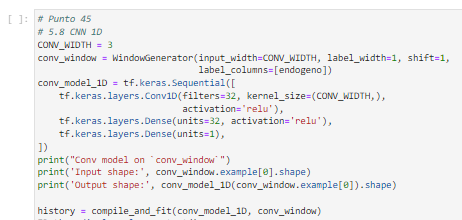 [ ]: # Punto 45
# 5.8 CNN 1D
CONV_WIDTH = 3
conv_window = WindowGenerator(input_width=CONV_WIDTH, label_width=1, shift=1,
label_columns=[endogeno])
conv_model_1D = tf.keras.Sequential([
tf.keras.layers.Conv1D(filters=32, kernel_size=(CONV_WIDTH,),
activation='relu'),
tf.keras.layers.Dense(units=32, activation='relu'),
tf.keras.layers.Dense(units=1),
])
print("Conv model on `conv_window`")
print('Input shape:', conv_window.example[0].shape)
print('Output shape:', conv_model_1D(conv_window.example[0]).shape)
history = compile_and_fit(conv_model_1D, conv_window)